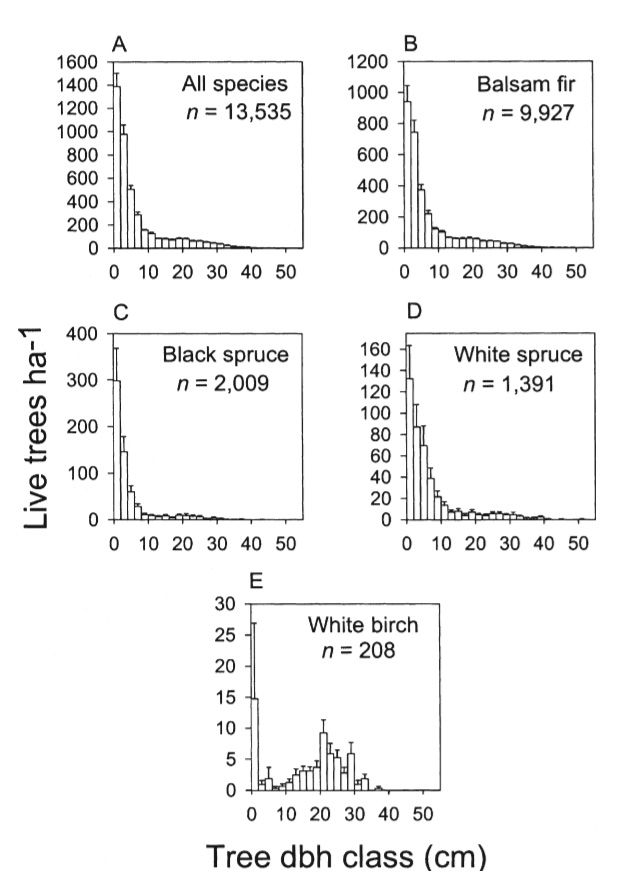 A
1600
1400
1200
1000
800
600
400
200
0
All species
n = 13,535
0 10 20 30 40 50
B
1200
1000
800
600
400
200
0
Balsam fir
n = 9,927
0 10 20 30 40 50
C
400
300
200
100
0
Black spruce
n = 2,009
0 10 20 30 40 50
D
160
140
120
100
80
60
40
20
0
White spruce
n = 1,391
0 10 20 30 40 50
E
30
25
20
15
10
5
0
White birch
n = 208
0 10 20 30 40 50
Live trees ha-1
Tree dbh class (cm)